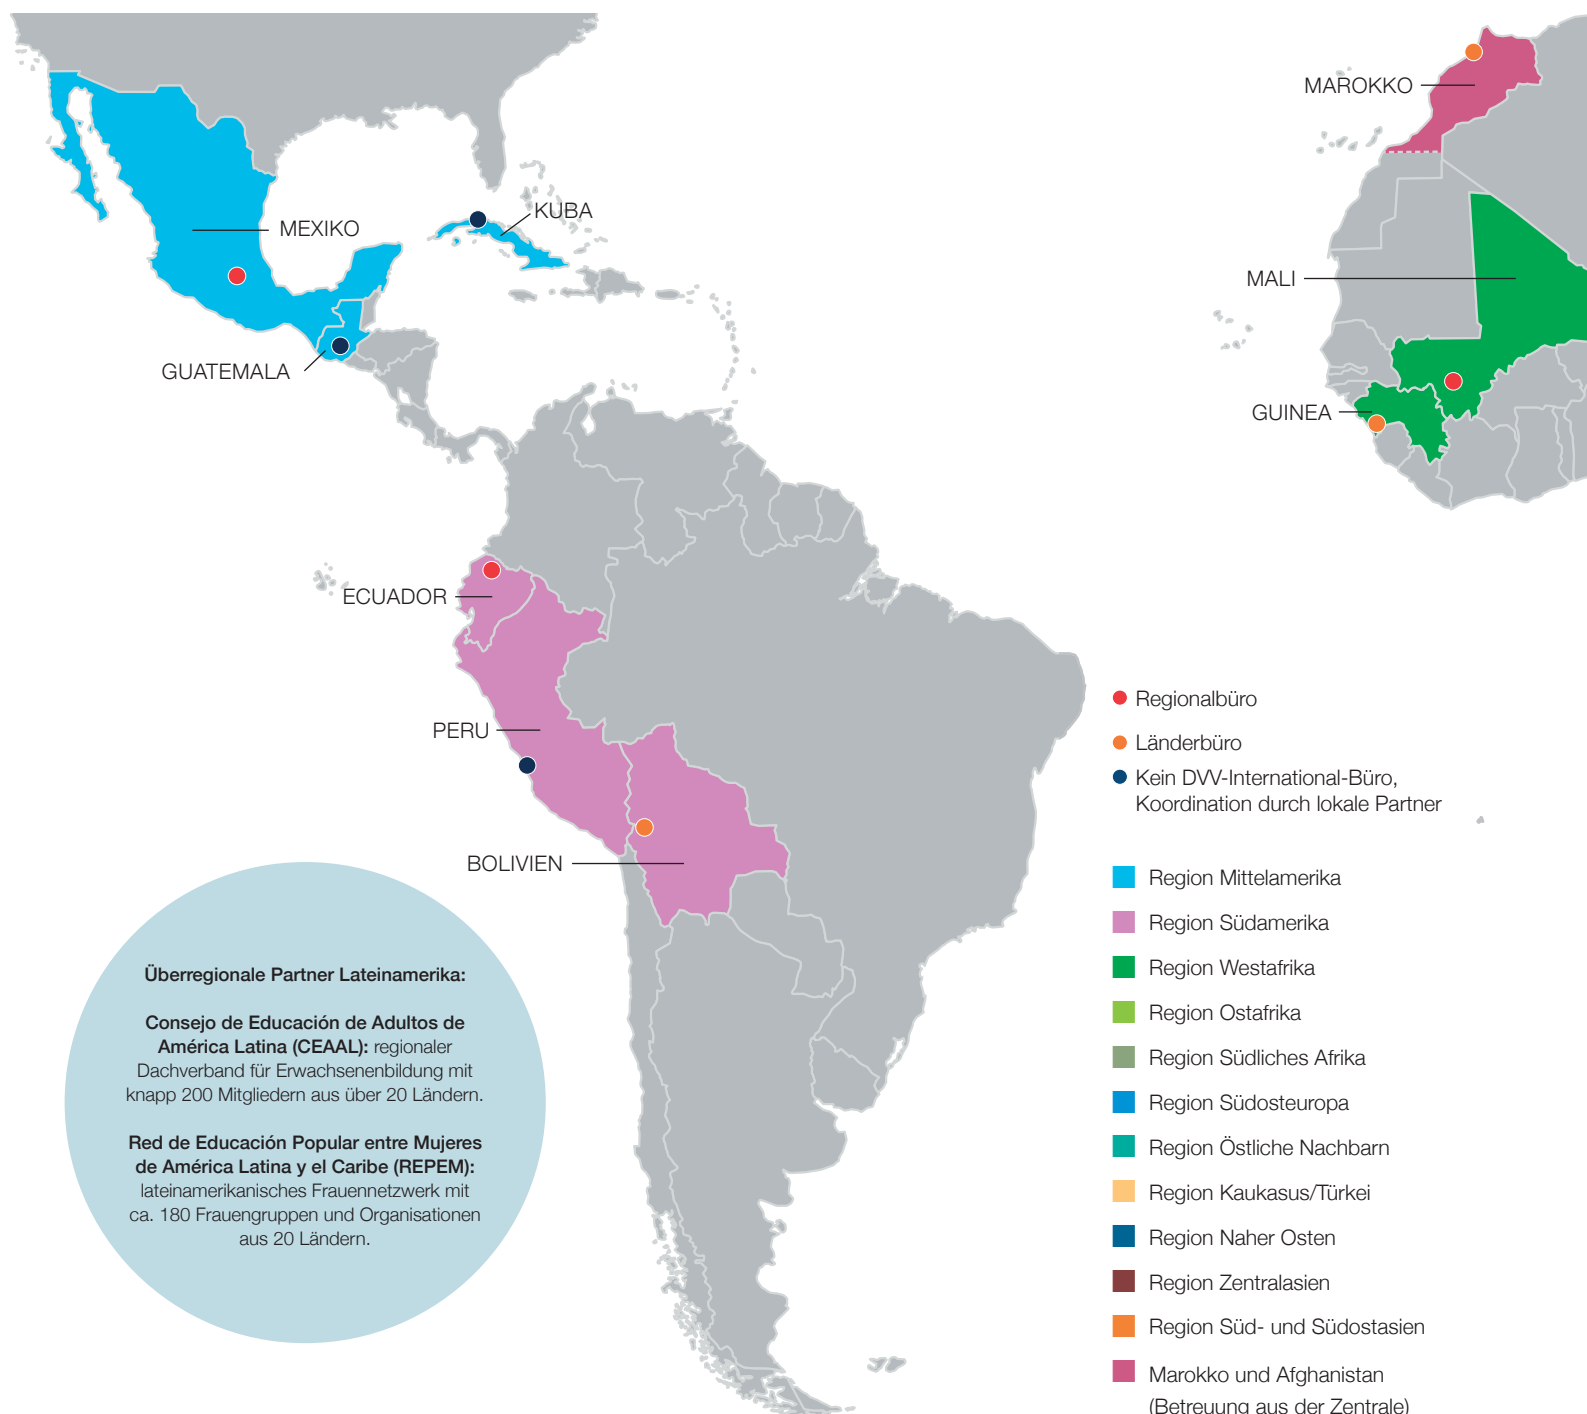 MAROKKO
KUBA
MEXIKO
MALI
GUATEMALA
GUINEA
ECUADOR
PERU
BOLIVIEN
Regionalbüro
Länderbüro
Kein DVV-International-Büro,
Koordination durch lokale Partner
Region Mittelamerika
Region Südamerika
Region Westafrika
Region Ostafrika
Region Südliches Afrika
Region Südosteuropa
Region Östliche Nachbarn
Region Kaukasus/Türkei
Region Naher Osten
Region Zentralasien
Region Süd- und Südostasien
Marokko und Afghanistan
(Betreuung aus der Zentrale)
Überregionale Partner Lateinamerika:
Consejo de Educación de Adultos de
América Latina (CEAAL): regionaler
Dachverband für Erwachsenenbildung mit
knapp 200 Mitgliedern aus über 20 Ländern.
Red de Educación Popular entre Mujeres
de América Latina y el Caribe (REPEM):
lateinamerikanisches Frauennetzwerk mit
ca. 180 Frauengruppen und Organisationen
aus 20 Ländern.